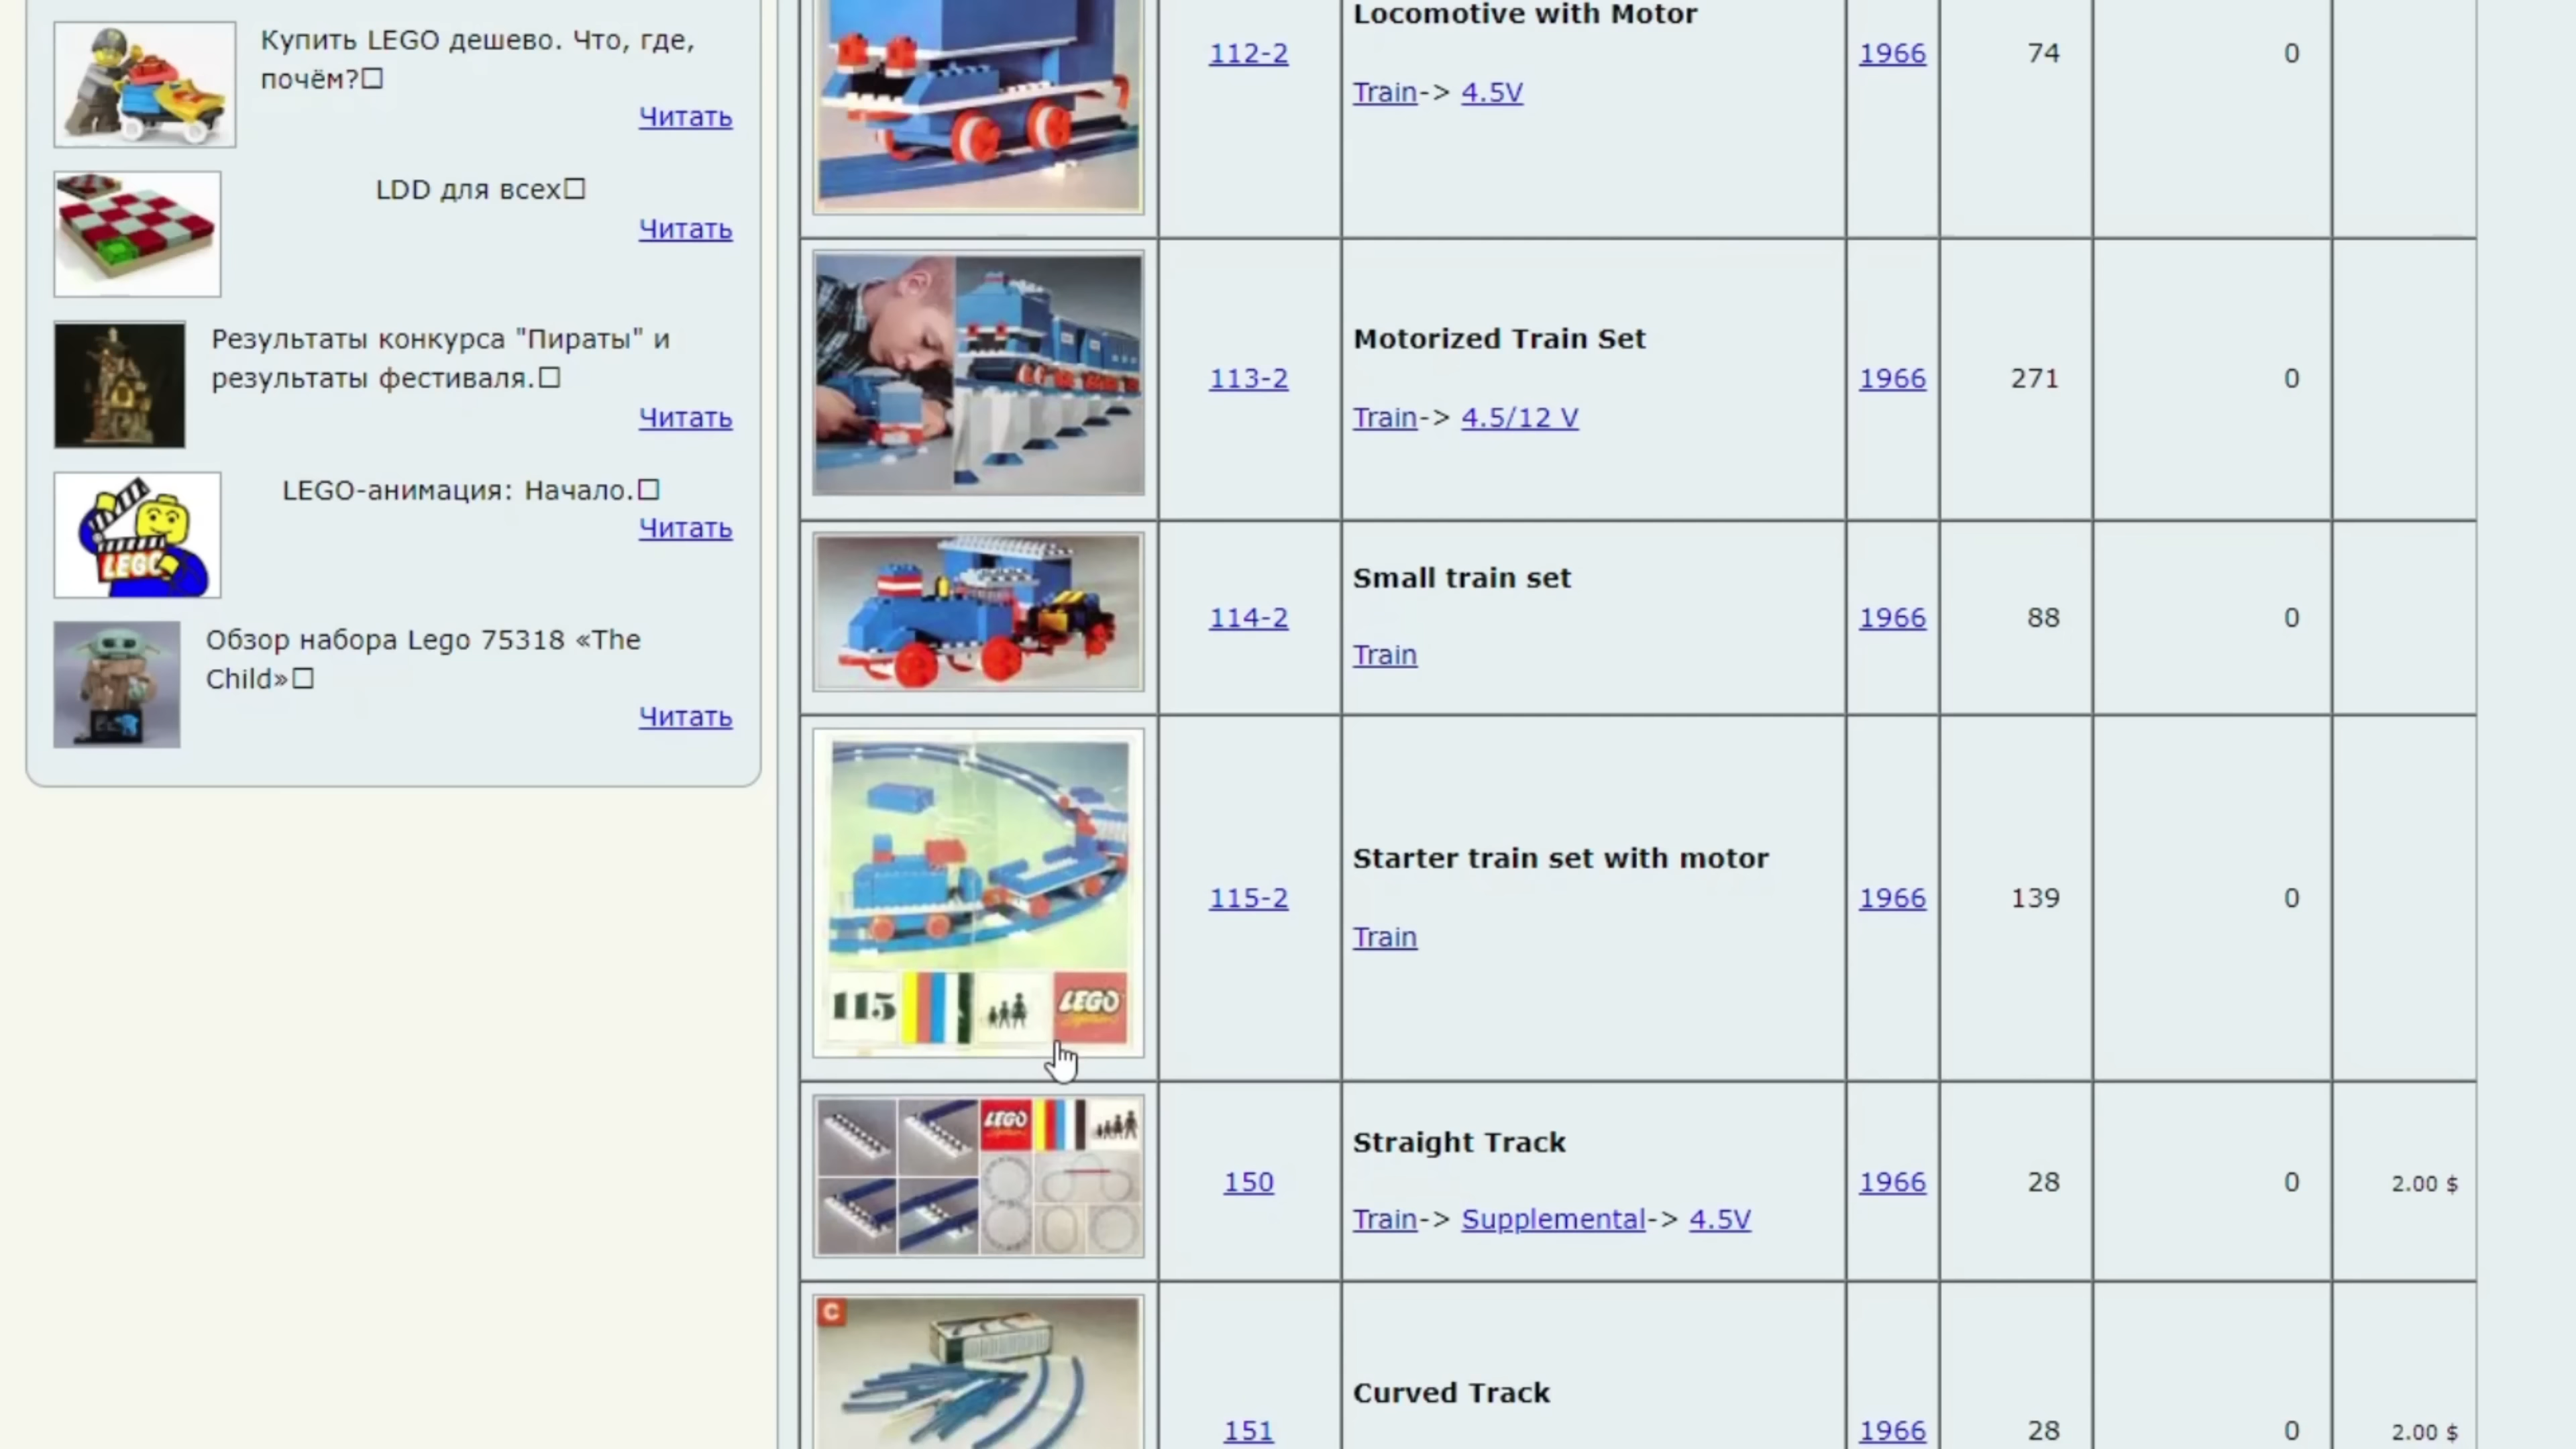 Купить LEGO дешево. Что, где,
почём?
Читать
LDD для всех
Читать
Результаты конкурса "Пираты" и
результаты фестиваля.
Читать
LEGO-анимация: Начало.
Читать
LEGO
Обзор набора Lego 75318 «The
Child»
Читать
112-2
Locomotive with Motor
Train-> 4.5V
1966
74
0
113-2
Motorized Train Set
Train-> 4.5/12 V
1966
271
0
114-2
Small train set
Train
1966
88
0
115
LEGO
System
115-2
Starter train set with motor
Train
1966
139
0
LEGO
System
150
Straight Track
Train-> Supplemental-> 4.5V
1966
28
0
2.00 $
C
151
Curved Track
1966
28
0
2.00 $